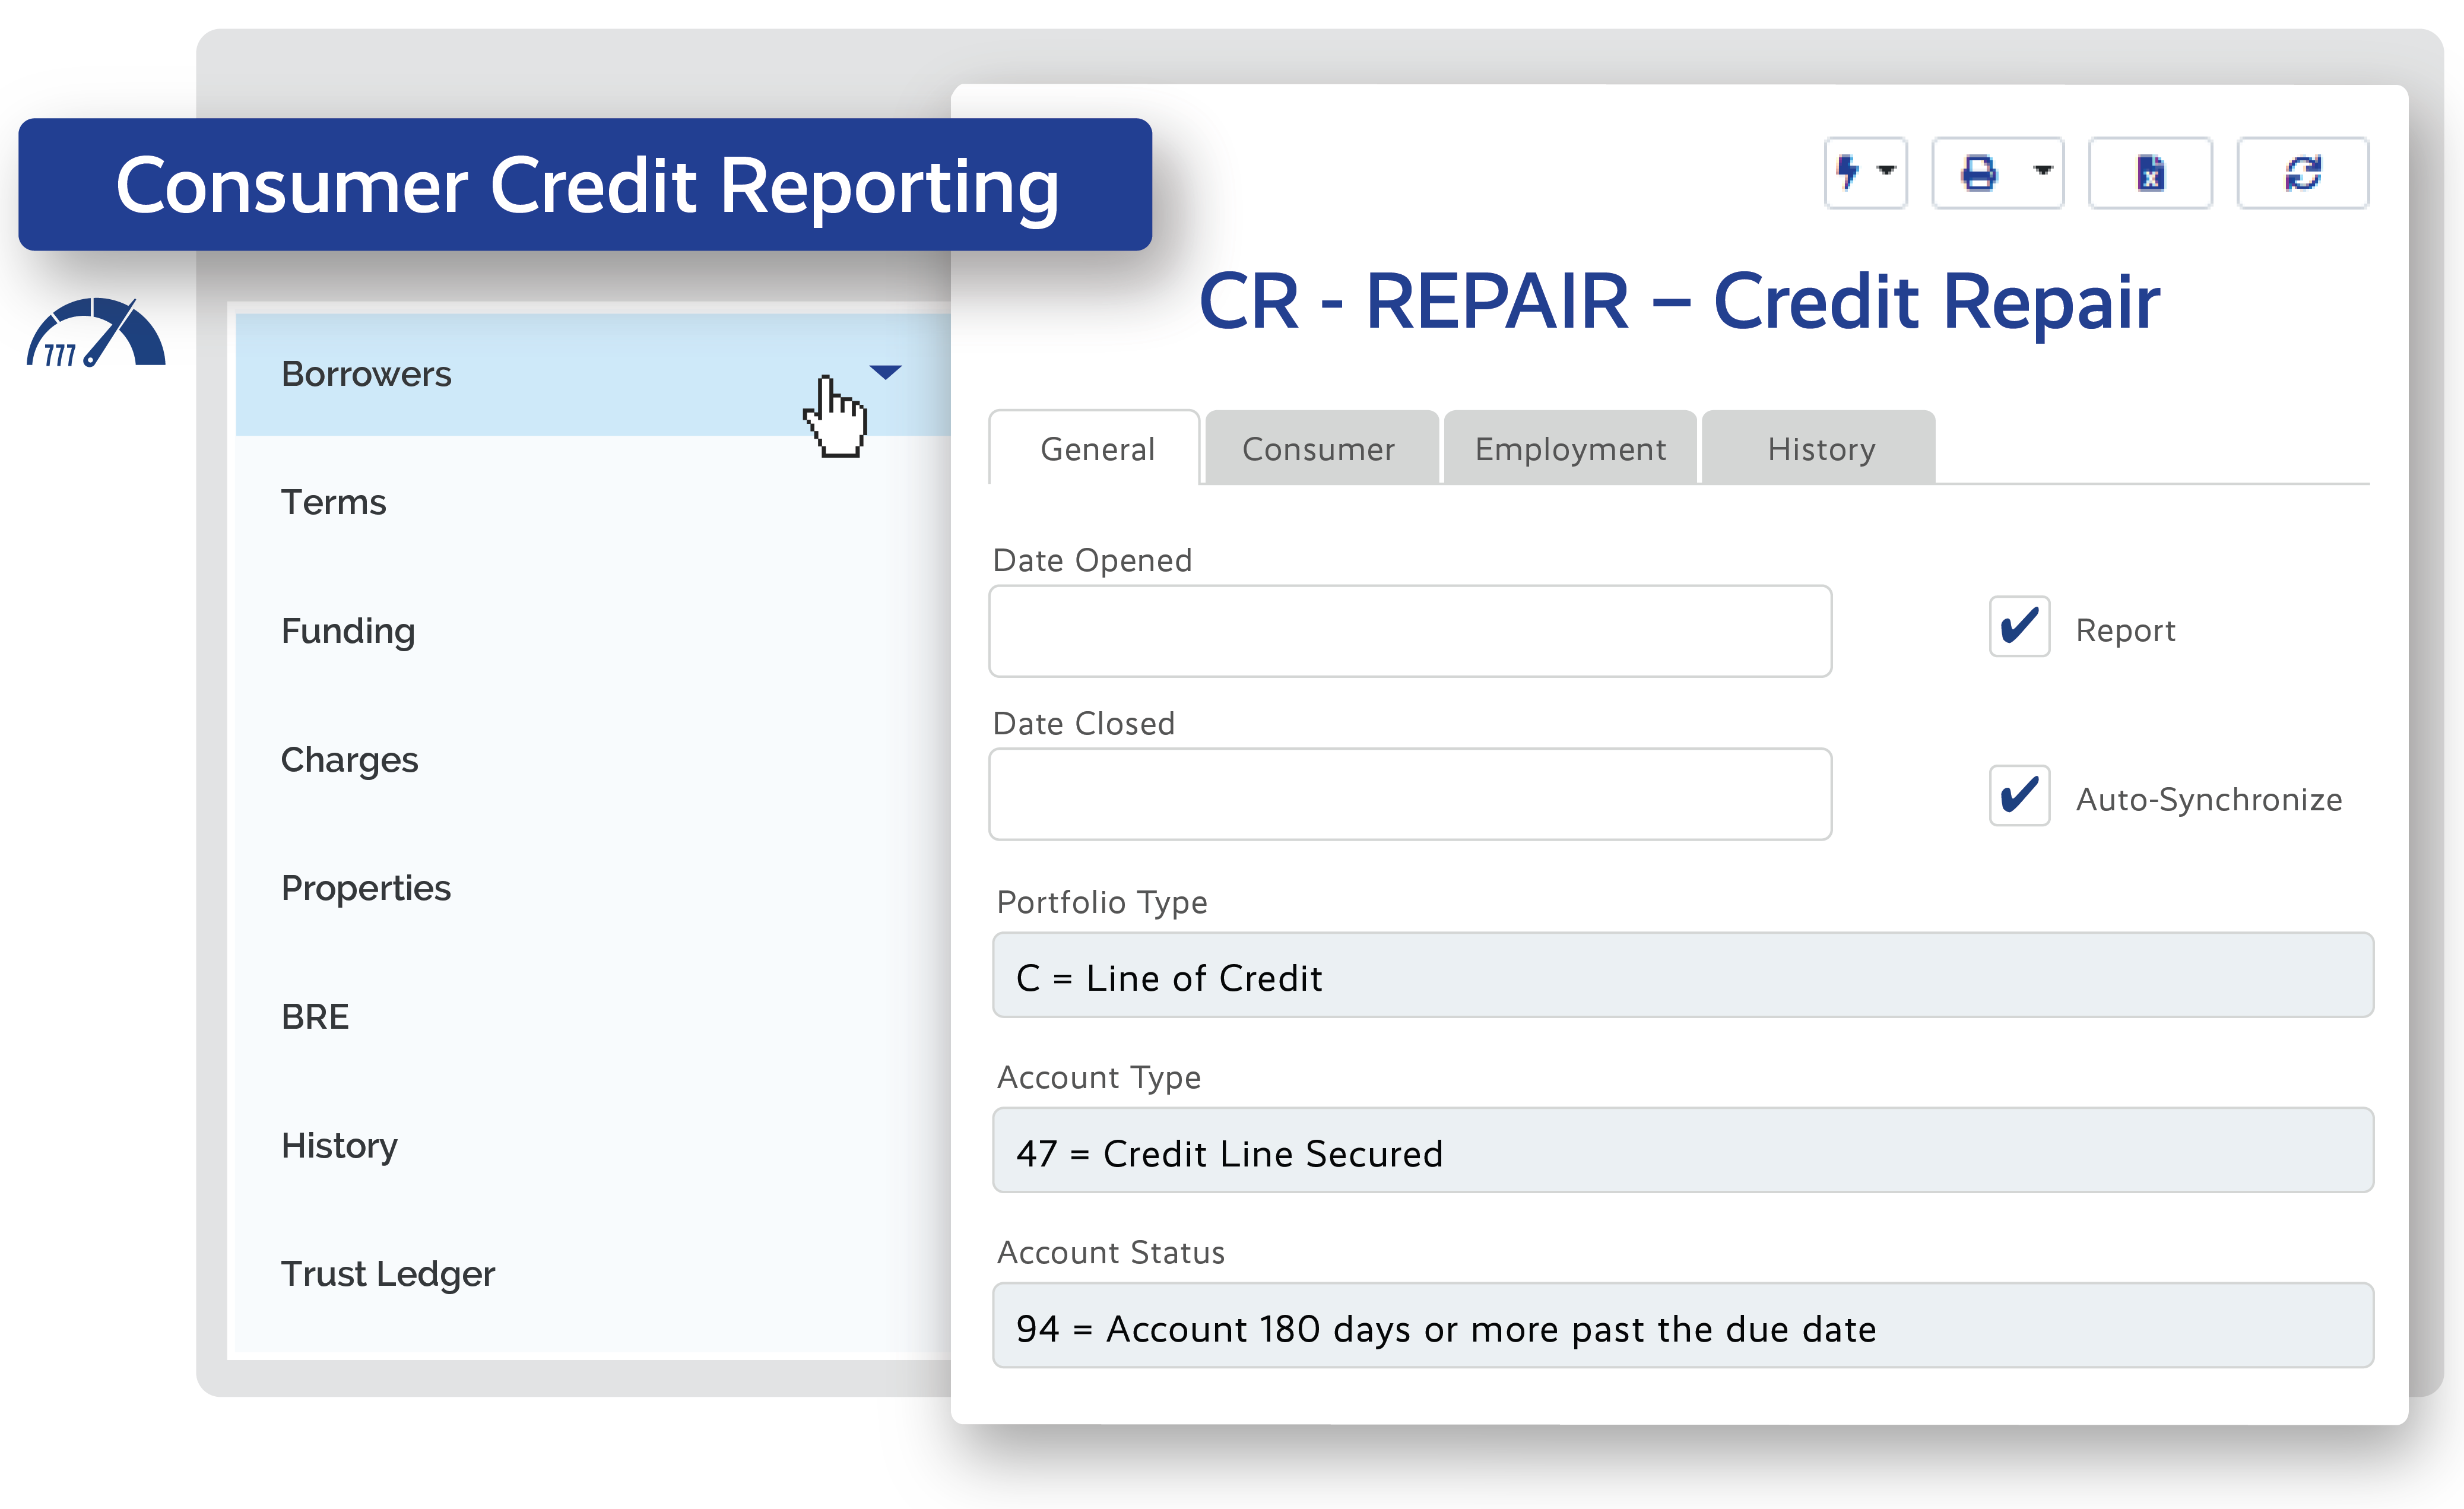 Consumer Credit Reporting
777
Borrowers
Terms
Funding
Charges
Properties
BRE
History
Trust Ledger
CR - REPAIR – Credit Repair
General Consumer Employment History
Date Opened
Report
Date Closed
Auto-Synchronize
Portfolio Type
C = Line of Credit
Account Type
47 = Credit Line Secured
Account Status
94 = Account 180 days or more past the due date